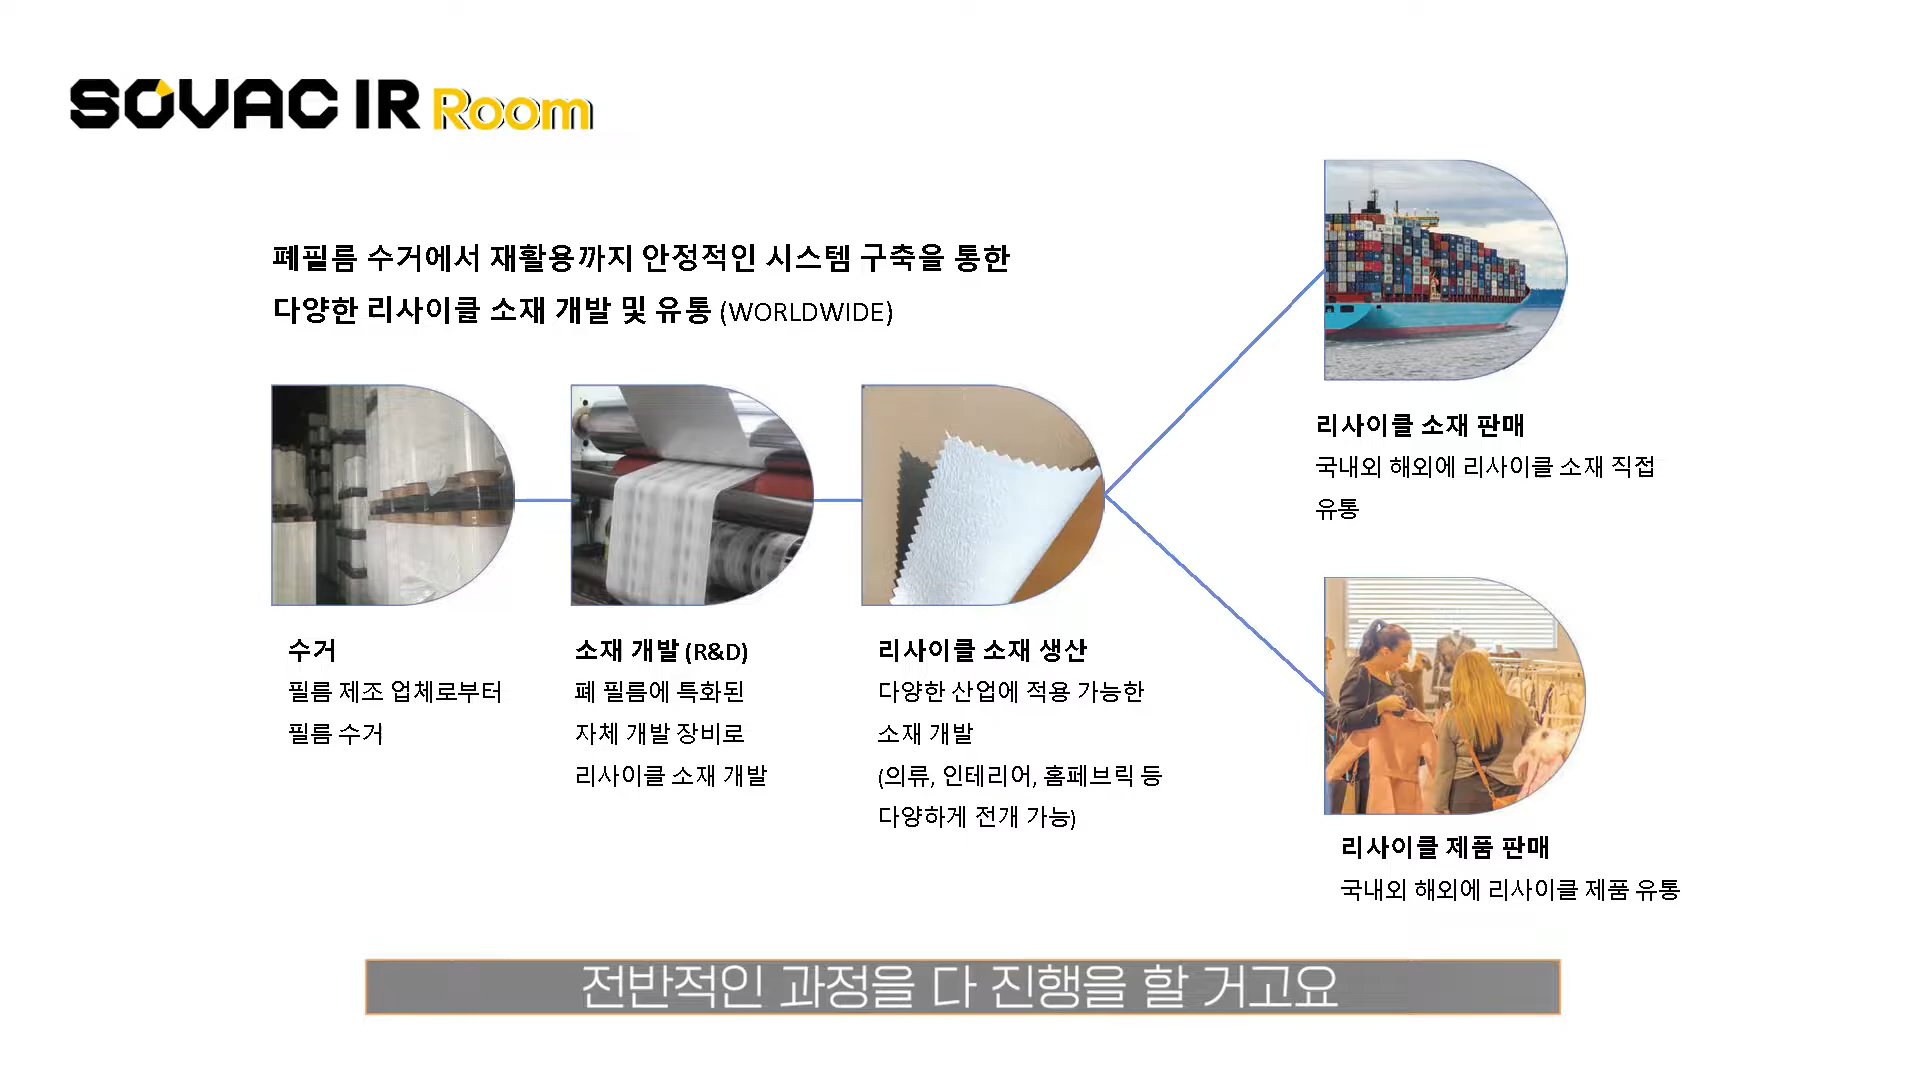 SOVAC IR Room
폐필름 수거에서 재활용까지 안정적인 시스템 구축을 통한
다양한 리사이클 소재 개발 및 유통 (WORLDWIDE)
수거
필름 제조 업체로부터
필름 수거
소재 개발 (R&D)
폐 필름에 특화된
자체 개발 장비로
리사이클 소재 개발
리사이클 소재 생산
다양한 산업에 적용 가능한
소재 개발
(의류, 인테리어, 홈페브릭 등
다양하게 전개 가능)
리사이클 소재 판매
국내외 해외에 리사이클 소재 직접
유통
리사이클 제품 판매
국내외 해외에 리사이클 제품 유통
전반적인 과정을 다 진행을 할 거고요